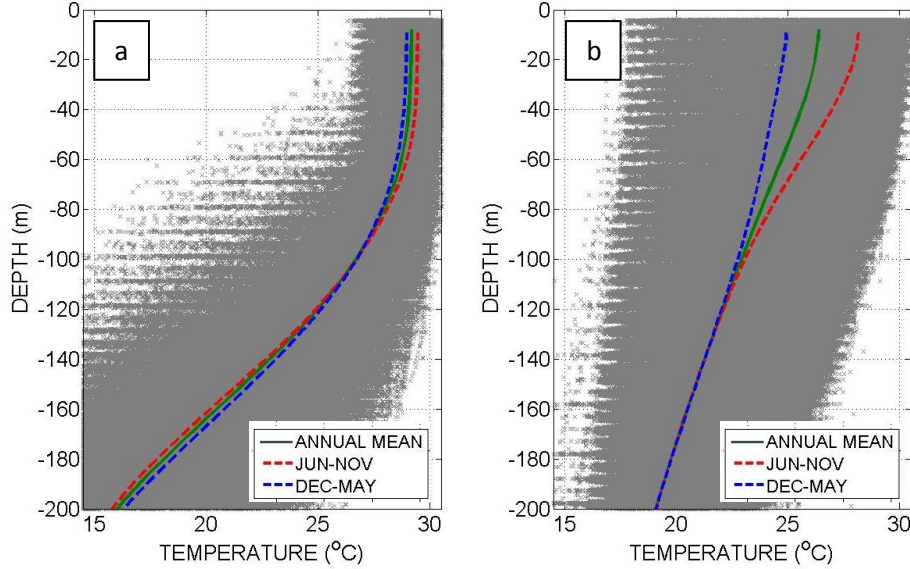 a
0
-20
-40
-60
-80
-100
-120
-140
-160
-180
-200
DEPTH (m)
15 20 25 30
TEMPERATURE (°C)
ANNUAL MEAN
JUN-NOV
DEC-MAY
b
0
-20
-40
-60
-80
-100
-120
-140
-160
-180
-200
DEPTH (m)
15 20 25 30
TEMPERATURE (°C)
ANNUAL MEAN
JUN-NOV
DEC-MAY